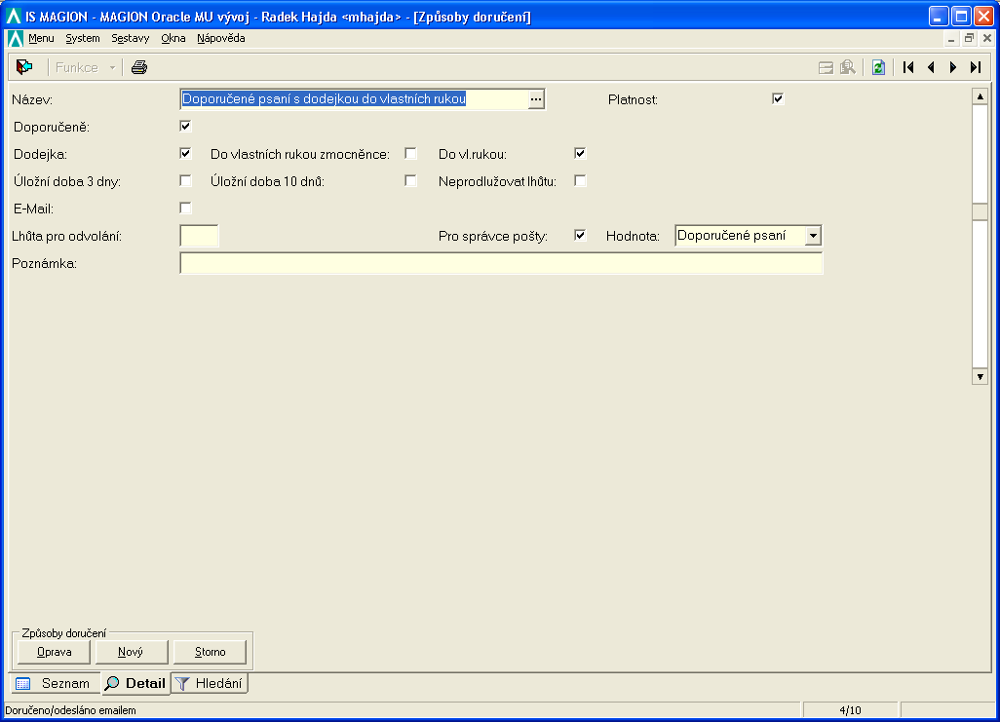 IS MAGION - MAGION Oracle MU vývoj - Radek Hajda <mhajda> - [Způsoby doručení]
Menu System Sestavy Okna Nápověda
Funkce
Název: Doporučené psaní s dodejkou do vlastních rukou ... Platnost:
Doporučeně:
Dodejka: Do vlastních rukou zmocněnce: Do vl.rukou:
Úložní doba 3 dny: Úložní doba 10 dnů: Neprodlužovat lhůtu:
E-Mail:
Lhůta pro odvolání: Pro správce pošty: Hodnota: Doporučené psaní
Poznámka:
Způsoby doručení
Oprava Nový Storno
Seznam Detail Hledání
Doručeno/odesláno emailem 4/10